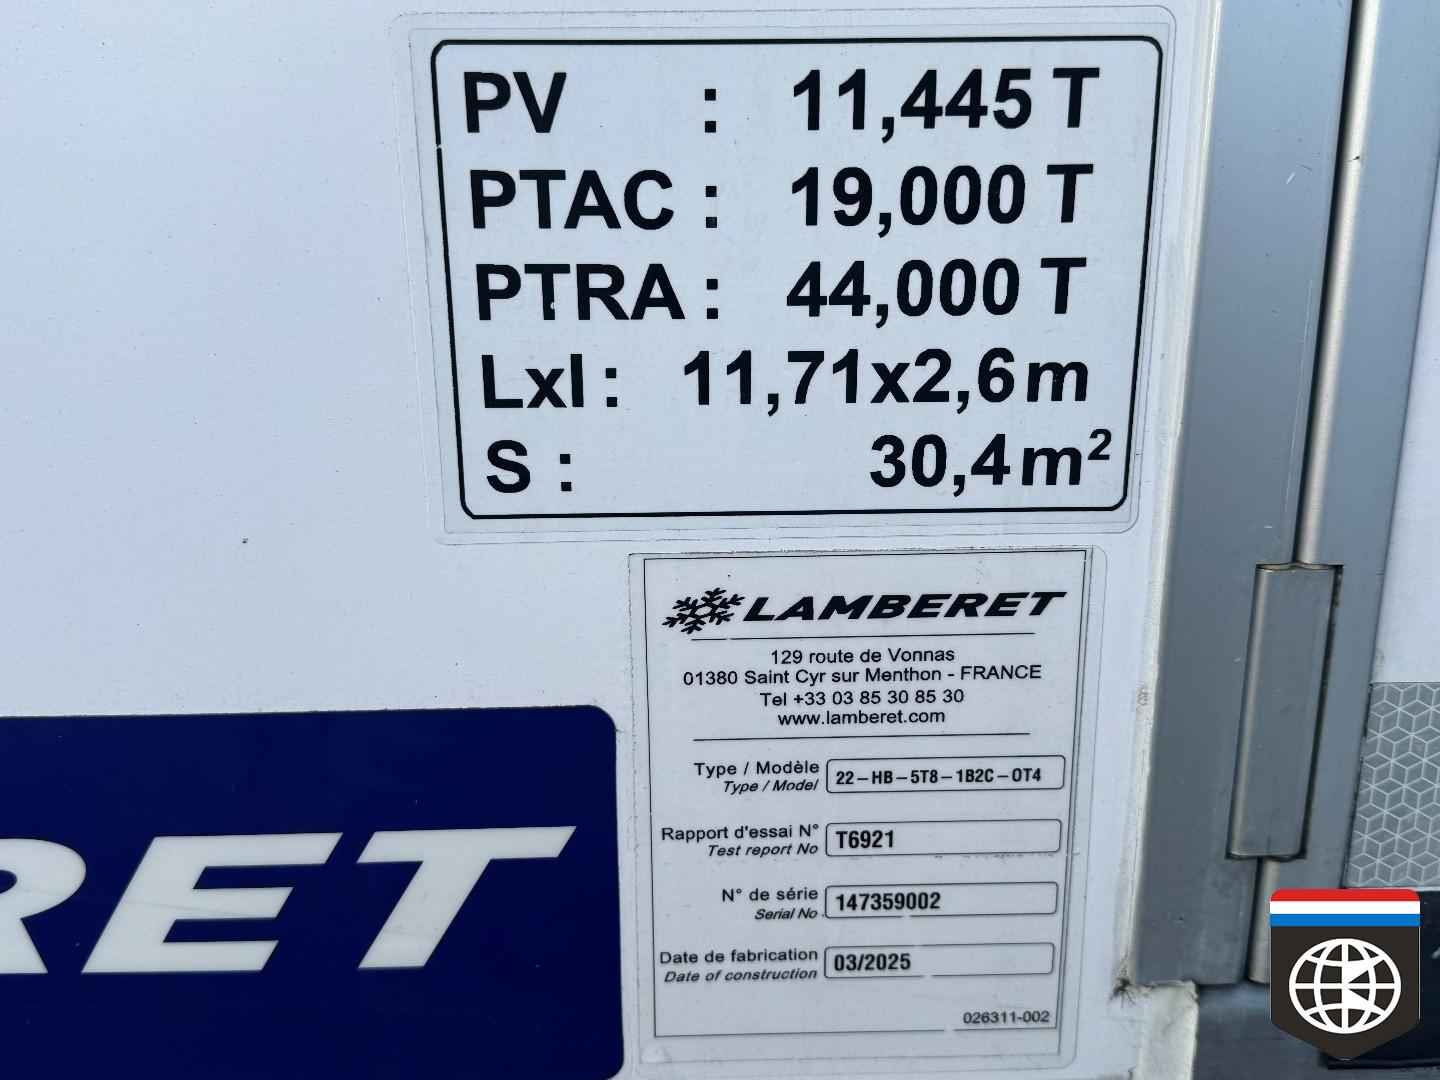 PV : 11,445 T
PTAC : 19,000 T
PTRA : 44,000 T
Lxl : 11,71x2,6m
S : 30,4m²
LAMBERET
129 route de Vonnas
01380 Saint Cyr sur Menthon - FRANCE
Tel +33 03 85 30 85 30
www.lamberet.com
Type / Modèle 22-HB-5T8-1B2C-0T4
Type / Model
Rapport d'essai N° T6921
Test report No
N° de série 147359002
Serial No
Date de fabrication 03/2025
Date of construction
026311-002
RET